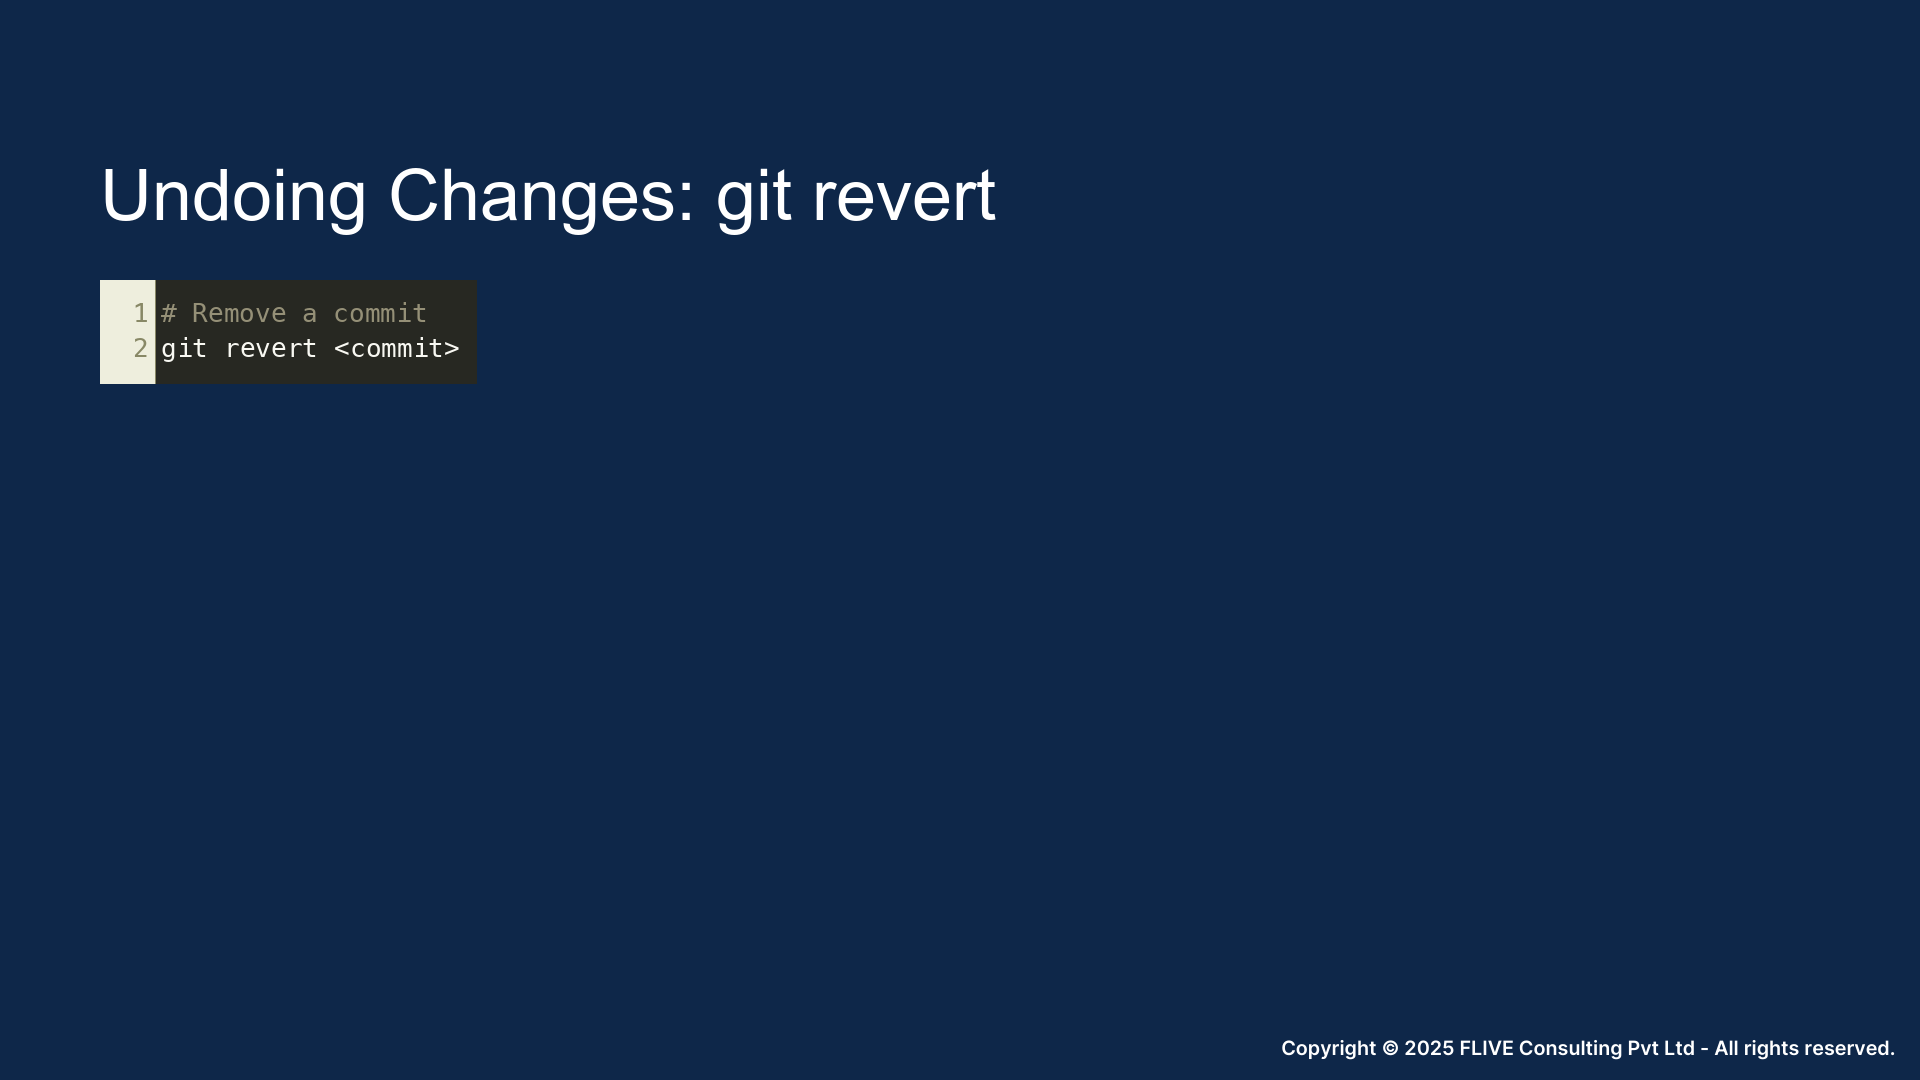 Undoing Changes: git revert
1 # Remove a commit
2 git revert <commit>
Copyright © 2025 FLIVE Consulting Pvt Ltd - All rights reserved.